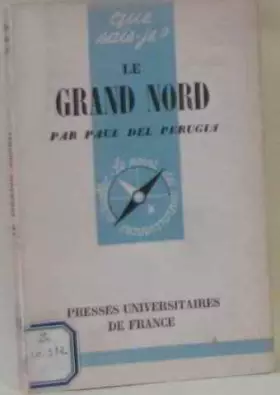 que
sais-je?
LE
GRAND NORD
PAR PAUL DEL PERUGIA
PRESSES UNIVERSITAIRES
DE FRANCE